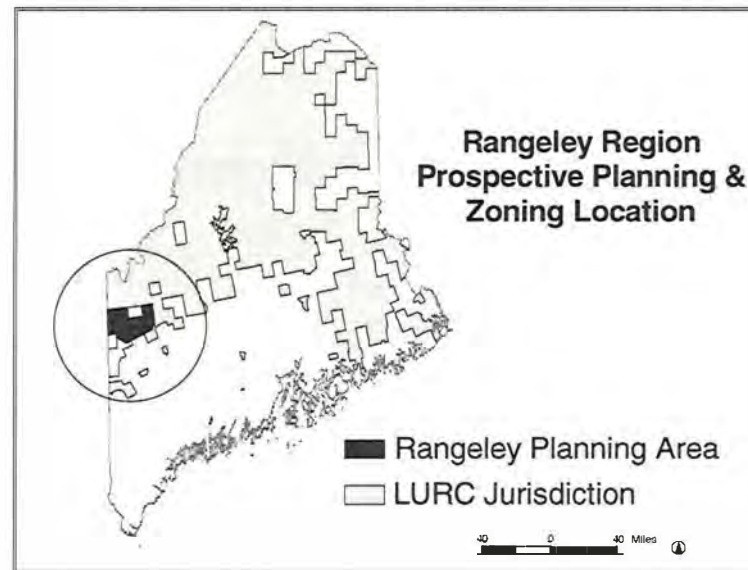 Rangeley Region
Prospective Planning &
Zoning Location
Rangeley Planning Area
LURC Jurisdiction
40 0 40 Miles